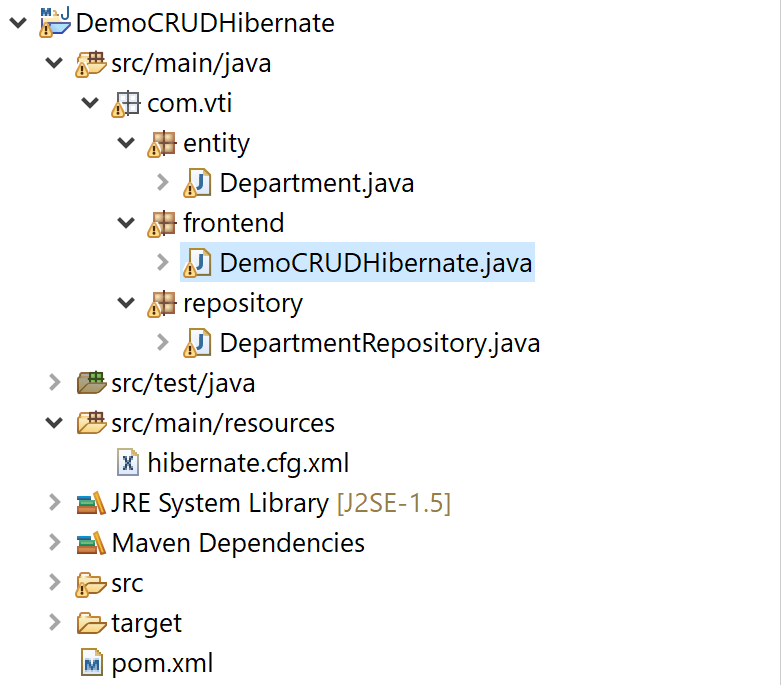 DemoCRUDHibernate
src/main/java
com.vti
entity
Department.java
frontend
DemoCRUDHibernate.java
repository
DepartmentRepository.java
src/test/java
src/main/resources
hibernate.cfg.xml
JRE System Library [J2SE-1.5]
Maven Dependencies
src
target
pom.xml